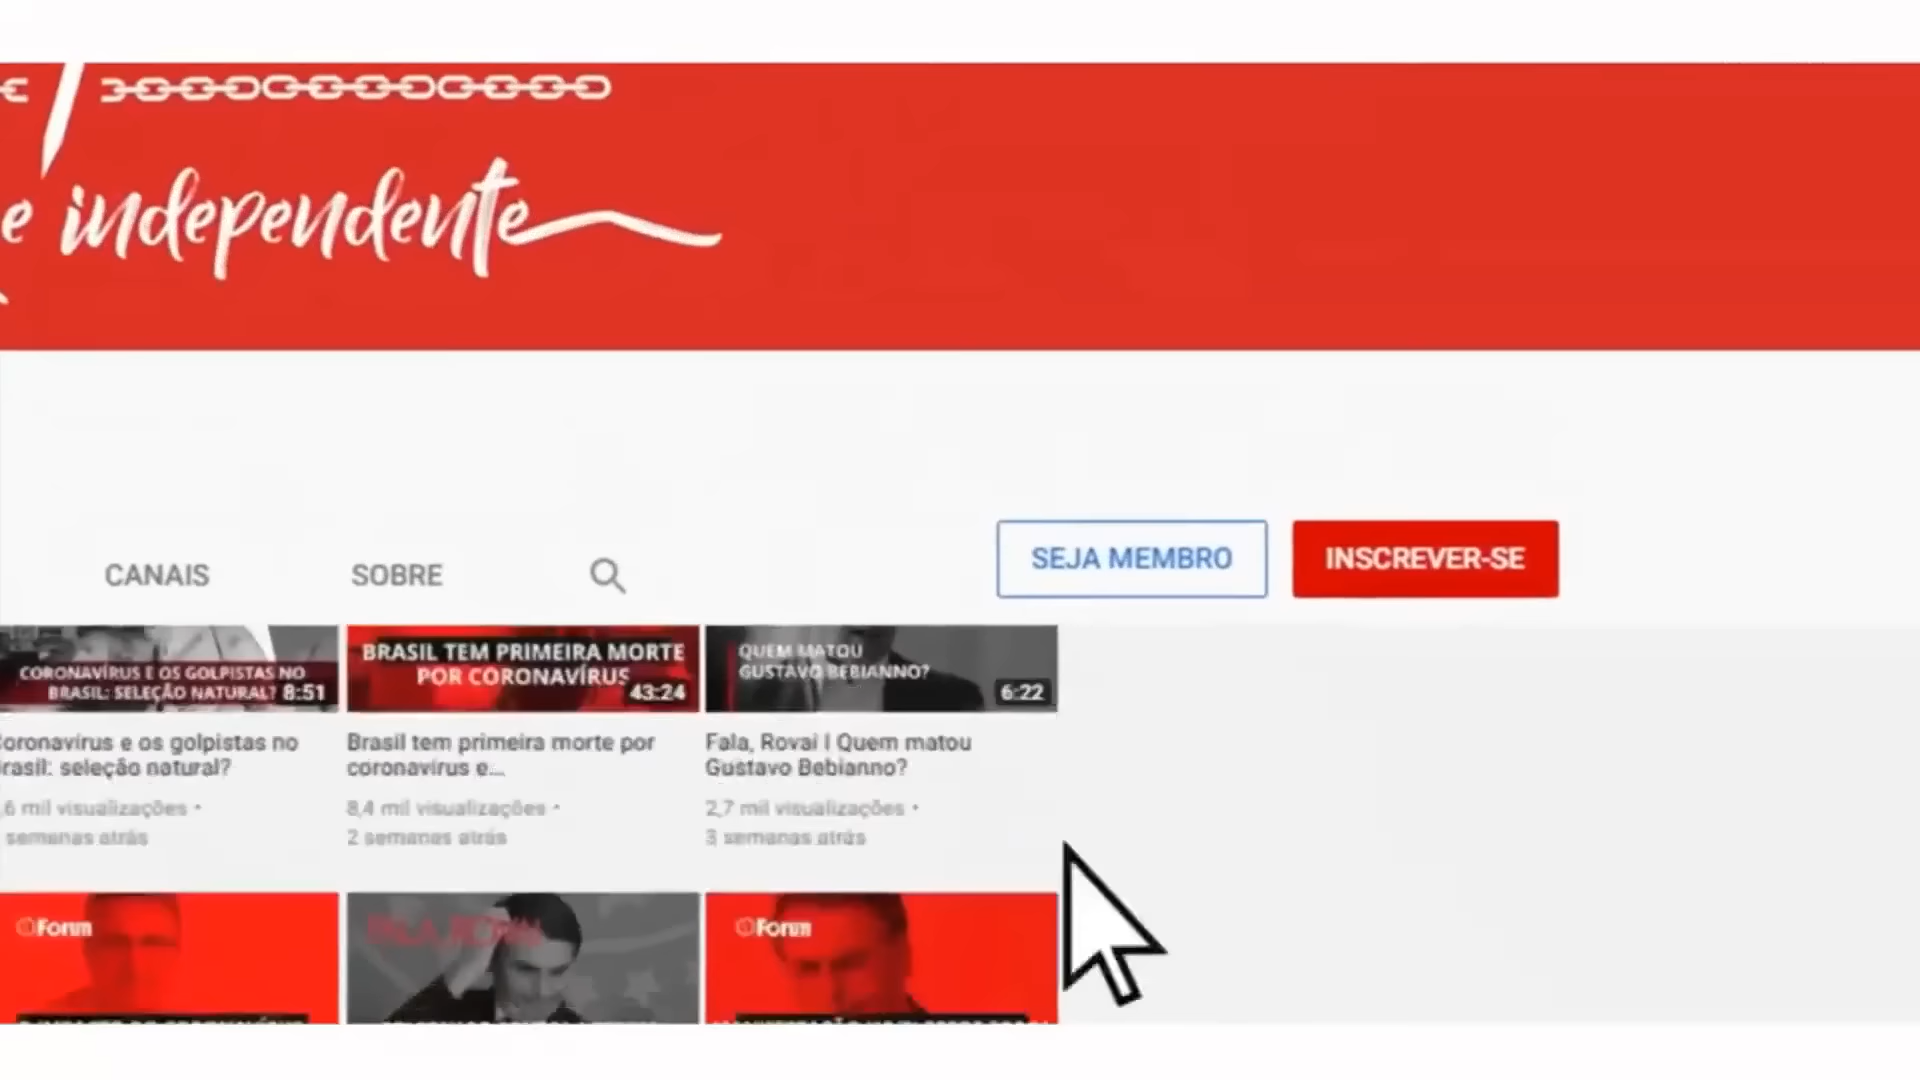 e independente
CANAIS
SOBRE
SEJA MEMBRO
INSCREVER-SE
CORONAVÍRUS E OS GOLPISTAS NO
BRASIL: SELEÇÃO NATURAL?
8:51
BRASIL TEM PRIMEIRA MORTE
POR CORONAVÍRUS
43:24
QUEM MATOU
GUSTAVO BEBIANNO?
6:22
oronavírus e os golpistas no
rasil: seleção natural?
,6 mil visualizações •
semanas atrás
Brasil tem primeira morte por
coronavírus e...
8,4 mil visualizações •
2 semanas atrás
Fala, Rovai | Quem matou
Gustavo Bebianno?
2,7 mil visualizações •
3 semanas atrás
Forum
FALA, ROVAI
Forum